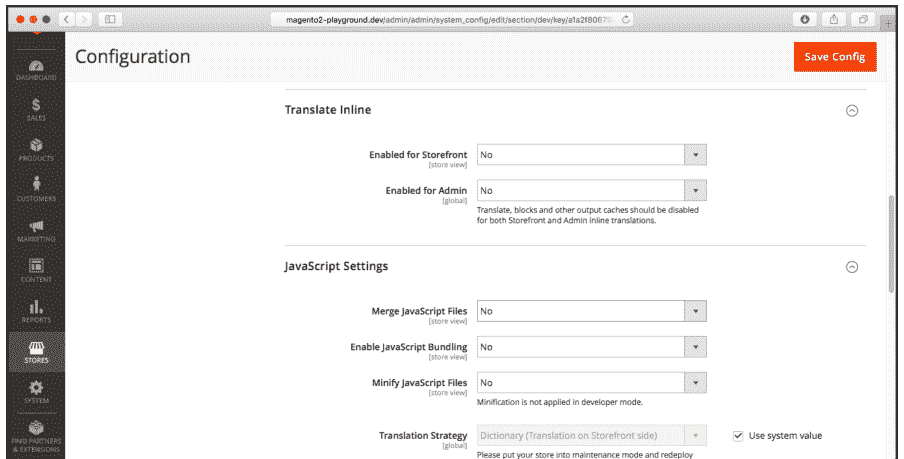 magento2-playground.dev/admin/admin/system_config/edit/section/dev/key/a1a2f80679
Configuration
Save Config
DASHBOARD
SALES
PRODUCTS
CUSTOMERS
MARKETING
CONTENT
REPORTS
STORES
SYSTEM
FIND PARTNERS
& EXTENSIONS
Translate Inline
Enabled for Storefront
[store view]
No
Enabled for Admin
[global]
No
Translate, blocks and other output caches should be disabled
for both Storefront and Admin inline translations.
JavaScript Settings
Merge JavaScript Files
[store view]
No
Enable JavaScript Bundling
[store view]
No
Minify JavaScript Files
[store view]
No
Minification is not applied in developer mode.
Translation Strategy
[global]
Dictionary (Translation on Storefront side)
Use system value
Please put your store into maintenance mode and redeploy